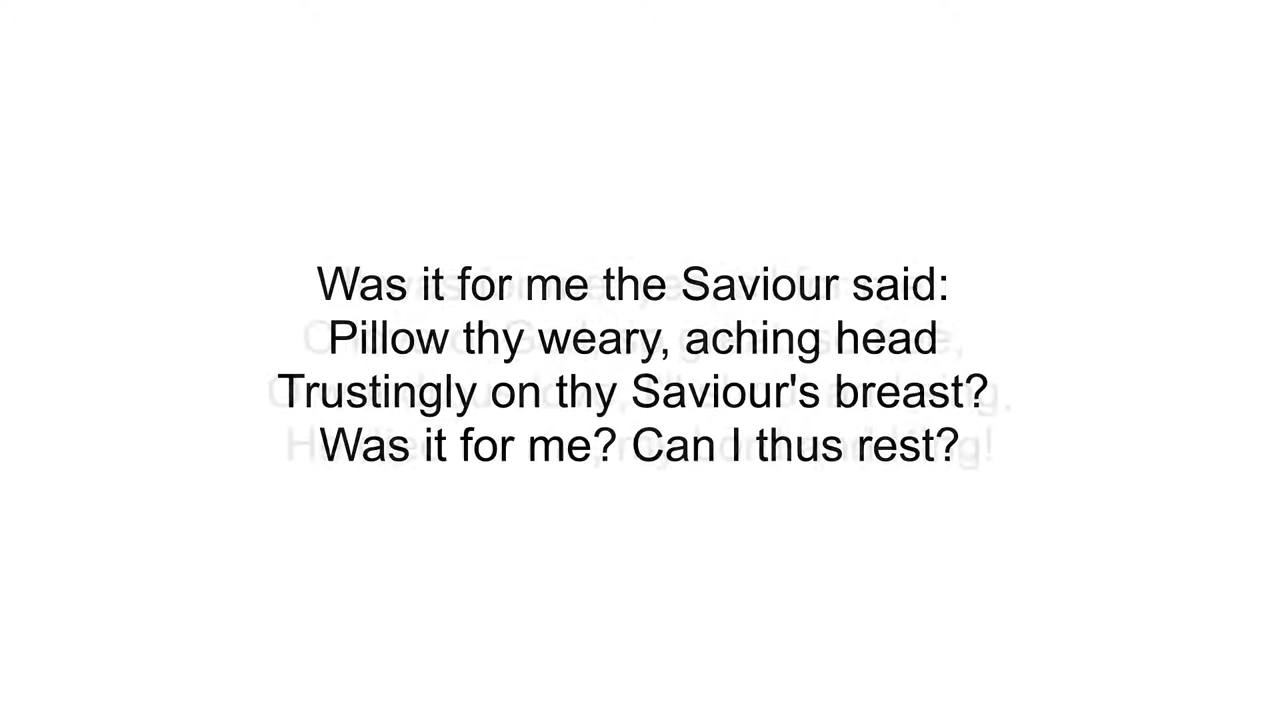 Was it for me the Saviour said:
Pillow thy weary, aching head
Trustingly on thy Saviour's breast?
Was it for me? Can I thus rest?